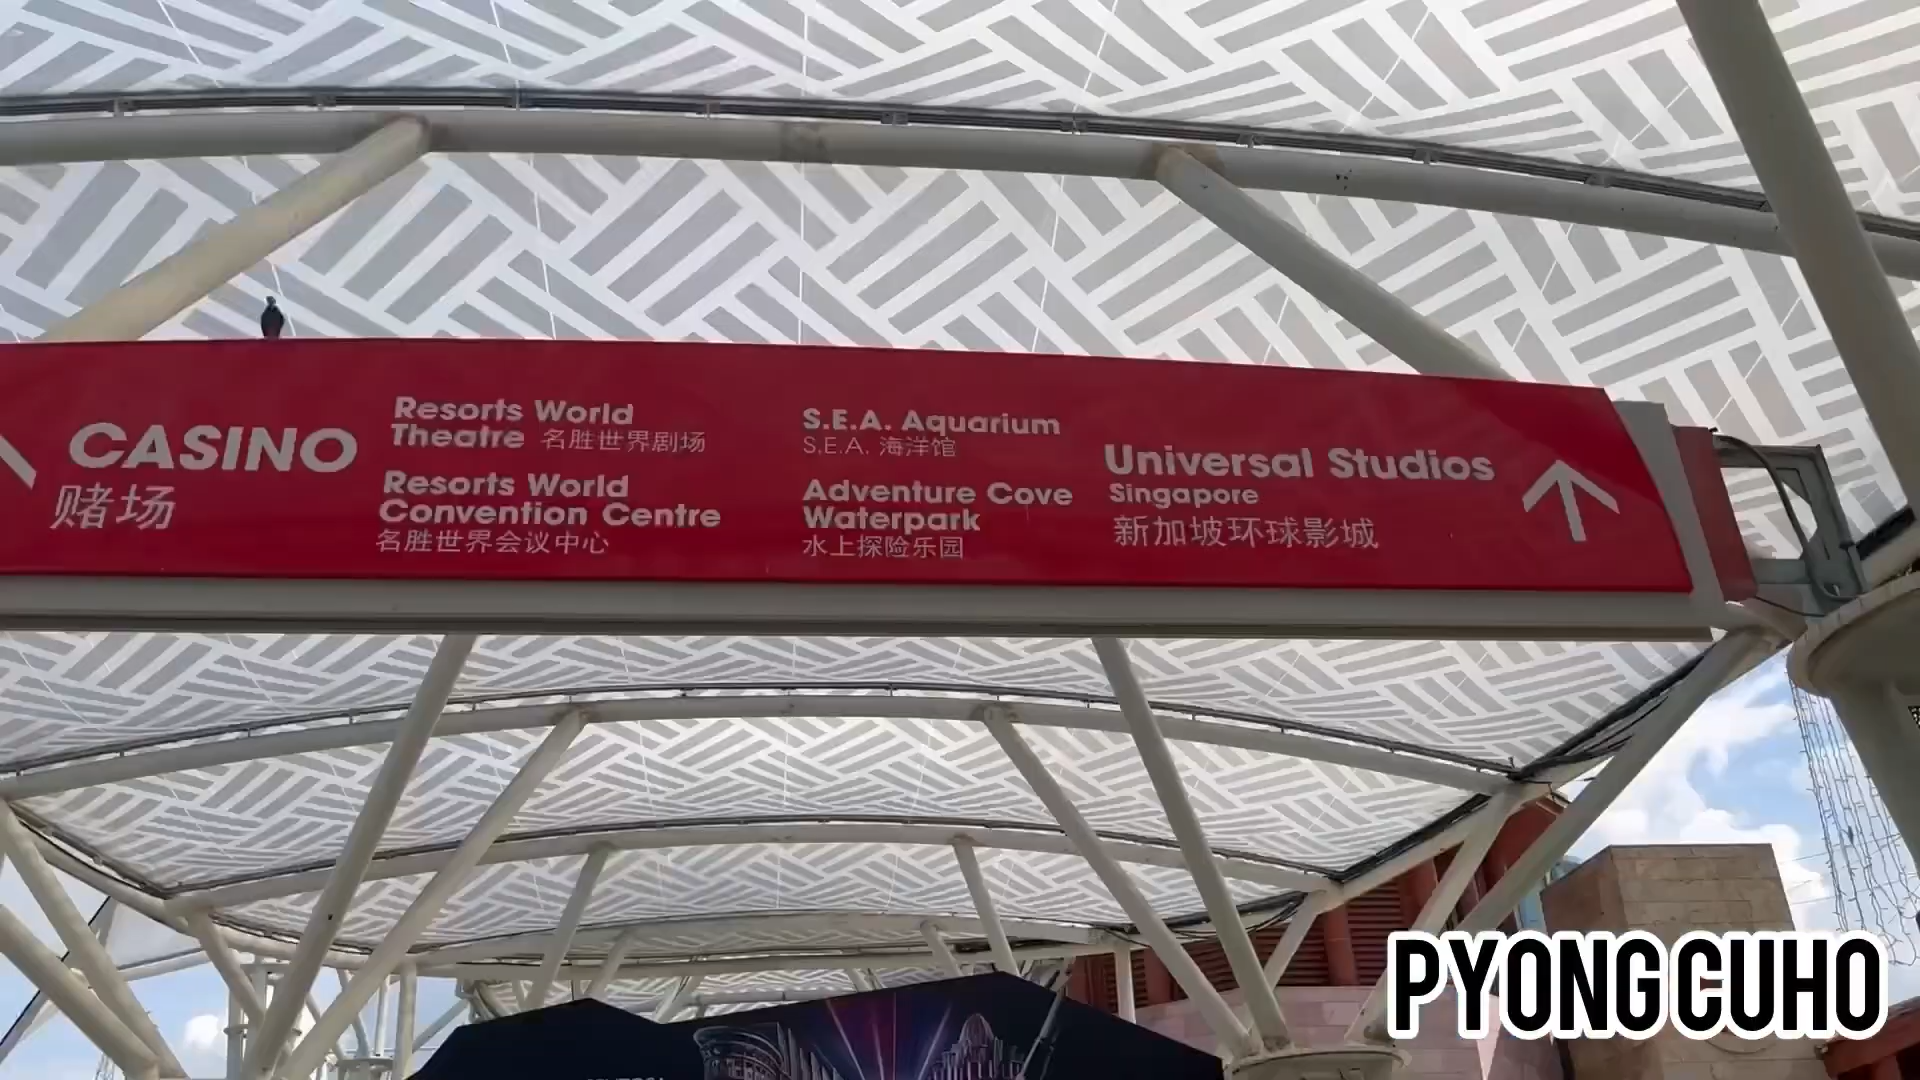 CASINO
赌场
Resorts World
Theatre 名胜世界剧场
Resorts World
Convention Centre
名胜世界会议中心
S.E.A. Aquarium
S.E.A. 海洋馆
Adventure Cove
Waterpark
水上探险乐园
Universal Studios
Singapore
新加坡环球影城
PYONG CUHO